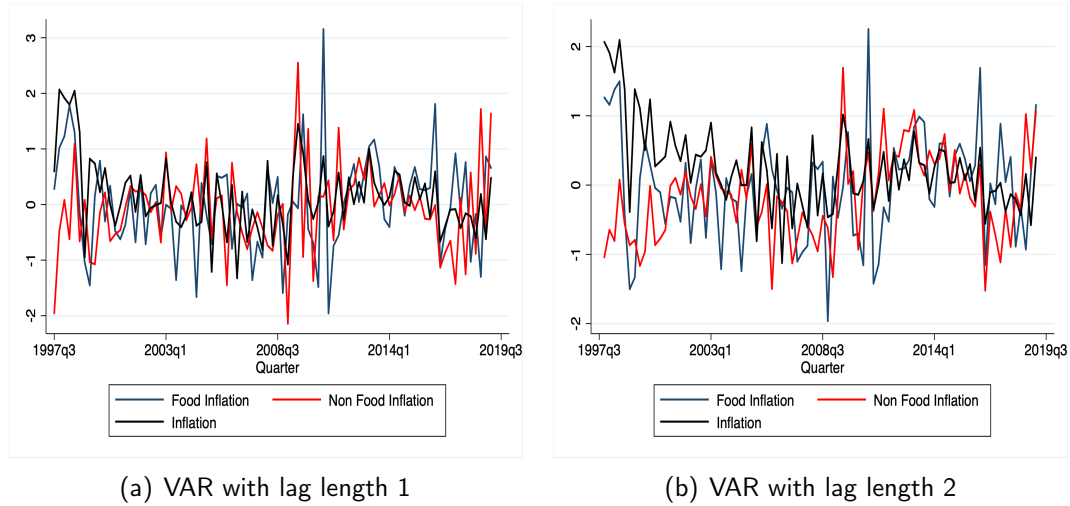 3
2
1
0
-1
-2
1997q3 2003q1 2008q3 2014q1 2019q3
Quarter
Food Inflation Non Food Inflation
Inflation
(a) VAR with lag length 1
2
1
0
-1
-2
1997q3 2003q1 2008q3 2014q1 2019q3
Quarter
Food Inflation Non Food Inflation
Inflation
(b) VAR with lag length 2